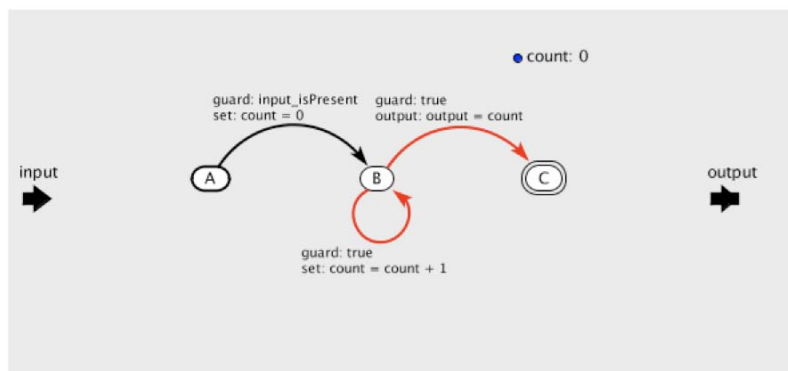 count: 0
guard: input_isPresent
set: count = 0
guard: true
output: output = count
input
A
B
C
output
guard: true
set: count = count + 1